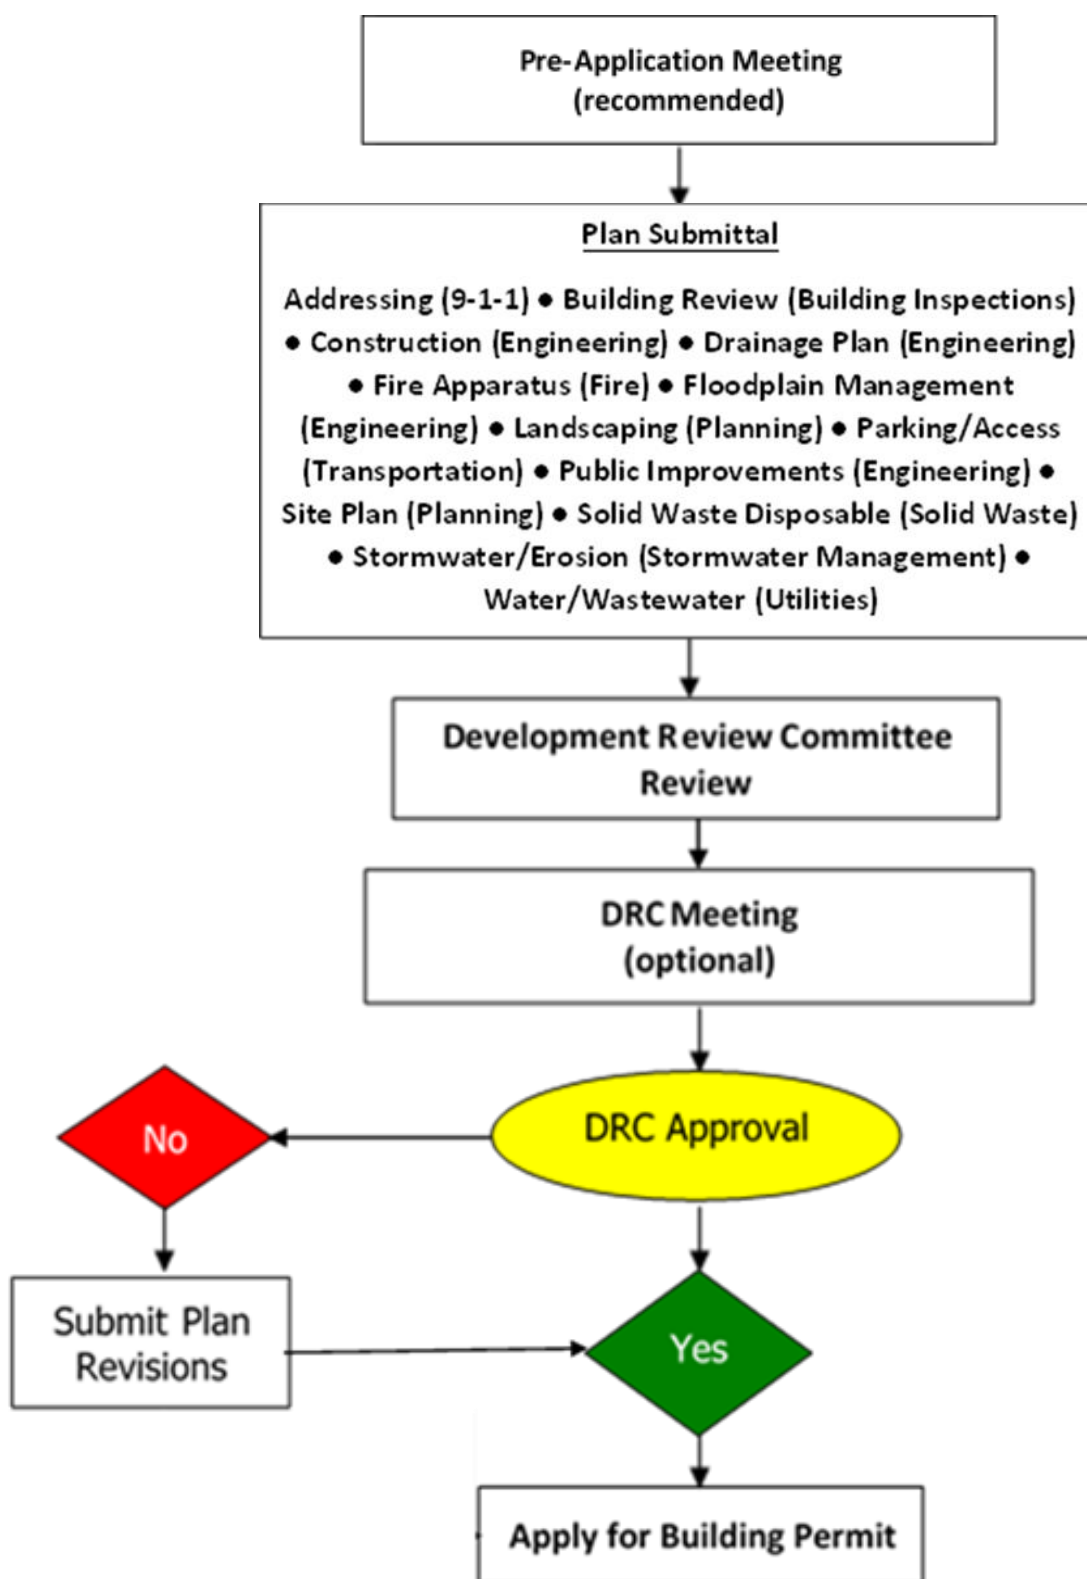 Pre-Application Meeting
(recommended)
Plan Submittal
Addressing (9-1-1) ● Building Review (Building Inspections)
● Construction (Engineering) ● Drainage Plan (Engineering)
● Fire Apparatus (Fire) ● Floodplain Management
(Engineering) ● Landscaping (Planning) ● Parking/Access
(Transportation) ● Public Improvements (Engineering) ●
Site Plan (Planning) ● Solid Waste Disposable (Solid Waste)
● Stormwater/Erosion (Stormwater Management) ●
Water/Wastewater (Utilities)
Development Review Committee
Review
DRC Meeting
(optional)
DRC Approval
No
Submit Plan
Revisions
Yes
Apply for Building Permit